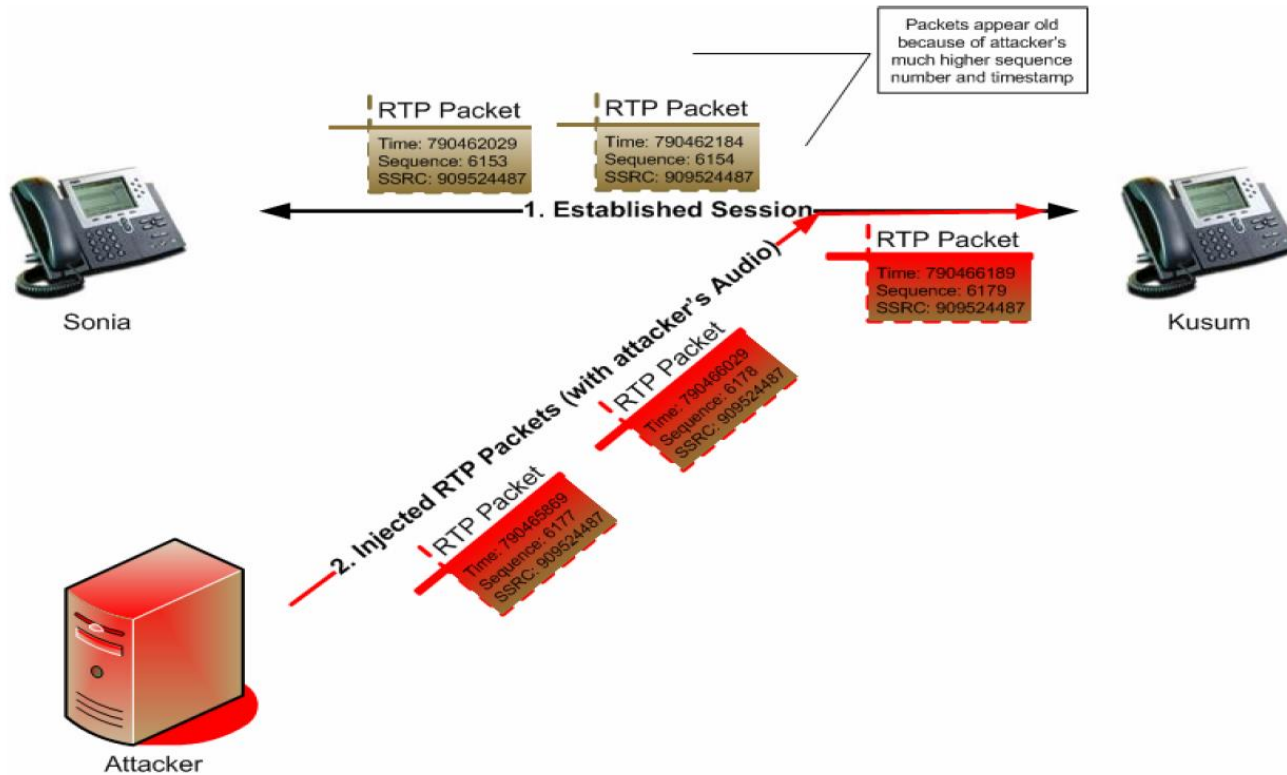 Packets appear old
because of attacker's
much higher sequence
number and timestamp
RTP Packet
Time: 790462029
Sequence: 6153
SSRC: 909524487
RTP Packet
Time: 790462184
Sequence: 6154
SSRC: 909524487
1. Established Session
RTP Packet
Time: 790466189
Sequence: 6179
SSRC: 909524487
Sonia
Kusum
2. Injected RTP Packets (with attacker's Audio)
RTP Packet
Time: 790466029
Sequence: 6178
SSRC: 909524487
RTP Packet
Time: 790465869
Sequence: 6177
SSRC: 909524487
Attacker